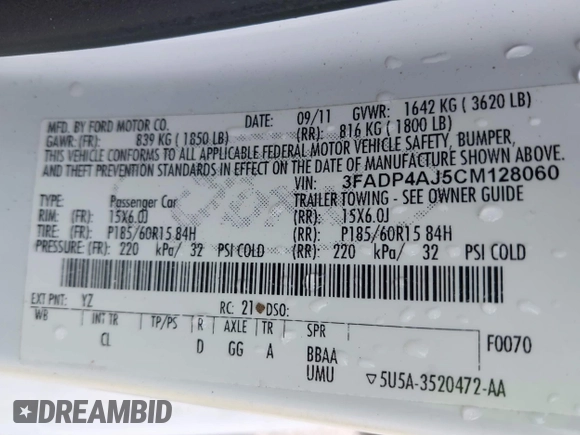 MFD. BY FORD MOTOR CO. DATE: 09/11 GVWR: 1642 KG ( 3620 LB)
GAWR: (FR): 839 KG ( 1850 LB) (RR): 816 KG ( 1800 LB)
THIS VEHICLE CONFORMS TO ALL APPLICABLE FEDERAL MOTOR VEHICLE SAFETY, BUMPER,
AND THEFT PREVENTION STANDARDS IN EFFECT ON THE DATE OF MANUFACTURE SHOWN ABOVE.
VIN: 3FADP4AJ5CM128060
TYPE: Passenger Car TRAILER TOWING - SEE OWNER GUIDE
RIM: (FR): 15X6.0J (RR): 15X6.0J
TIRE: (FR): P185/60R15 84H (RR): P185/60R15 84H
PRESSURE: (FR): 220 kPa/ 32 PSI COLD (RR): 220 kPa/ 32 PSI COLD
EXT PNT: YZ RC: 21 DSO:
WB INT TR TP/PS R AXLE TR SPR F0070
CL D GG A BBAA
UMU ▽5U5A-3520472-AA
DREAMBID